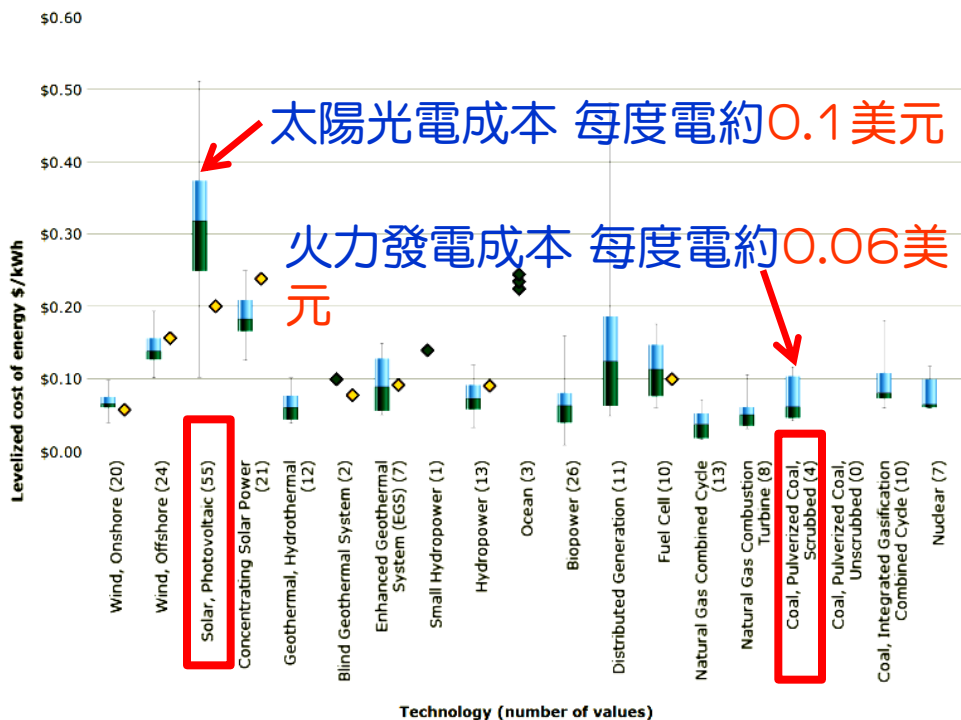 $0.60
$0.50
$0.40
$0.30
$0.20
$0.10
$0.00
Levelized cost of energy $/kWh
太陽光電成本 每度電約0.1美元
火力發電成本 每度電約0.06美
元
Wind, Onshore (20)
Wind, Offshore (24)
Solar, Photovoltaic (55)
Concentrating Solar Power
(21)
Geothermal, Hydrothermal
(12)
Blind Geothermal System (2)
Enhanced Geothermal
System (EGS) (7)
Small Hydropower (1)
Hydropower (13)
Ocean (3)
Biopower (26)
Distributed Generation (11)
Fuel Cell (10)
Natural Gas Combined Cycle
(13)
Natural Gas Combustion
Turbine (8)
Coal, Pulverized Coal,
Scrubbed (4)
Coal, Pulverized Coal,
Unscrubbed (0)
Coal, Integrated Gasification
Combined Cycle (10)
Nuclear (7)
Technology (number of values)